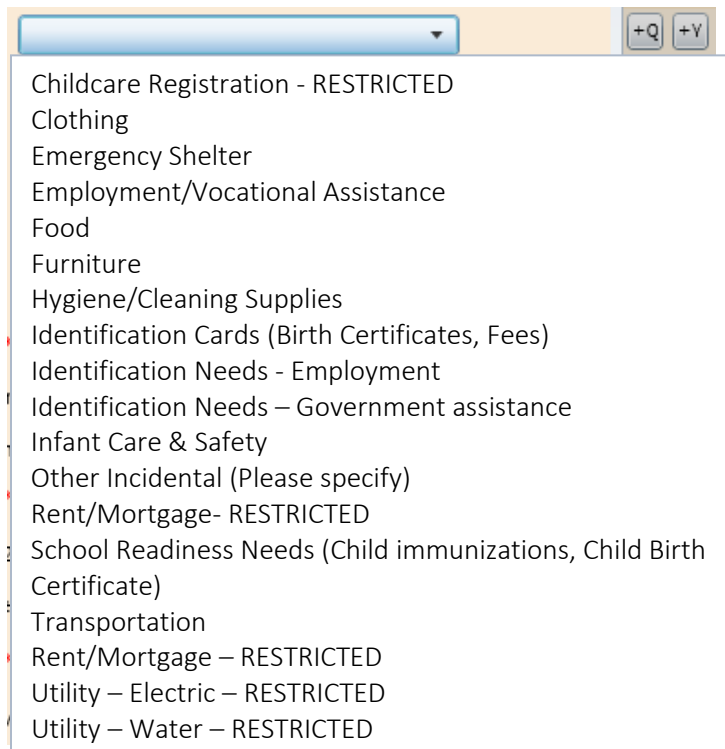 +Q +Y
Childcare Registration - RESTRICTED
Clothing
Emergency Shelter
Employment/Vocational Assistance
Food
Furniture
Hygiene/Cleaning Supplies
Identification Cards (Birth Certificates, Fees)
Identification Needs - Employment
Identification Needs – Government assistance
Infant Care & Safety
Other Incidental (Please specify)
Rent/Mortgage- RESTRICTED
School Readiness Needs (Child immunizations, Child Birth
Certificate)
Transportation
Rent/Mortgage – RESTRICTED
Utility – Electric – RESTRICTED
Utility – Water – RESTRICTED